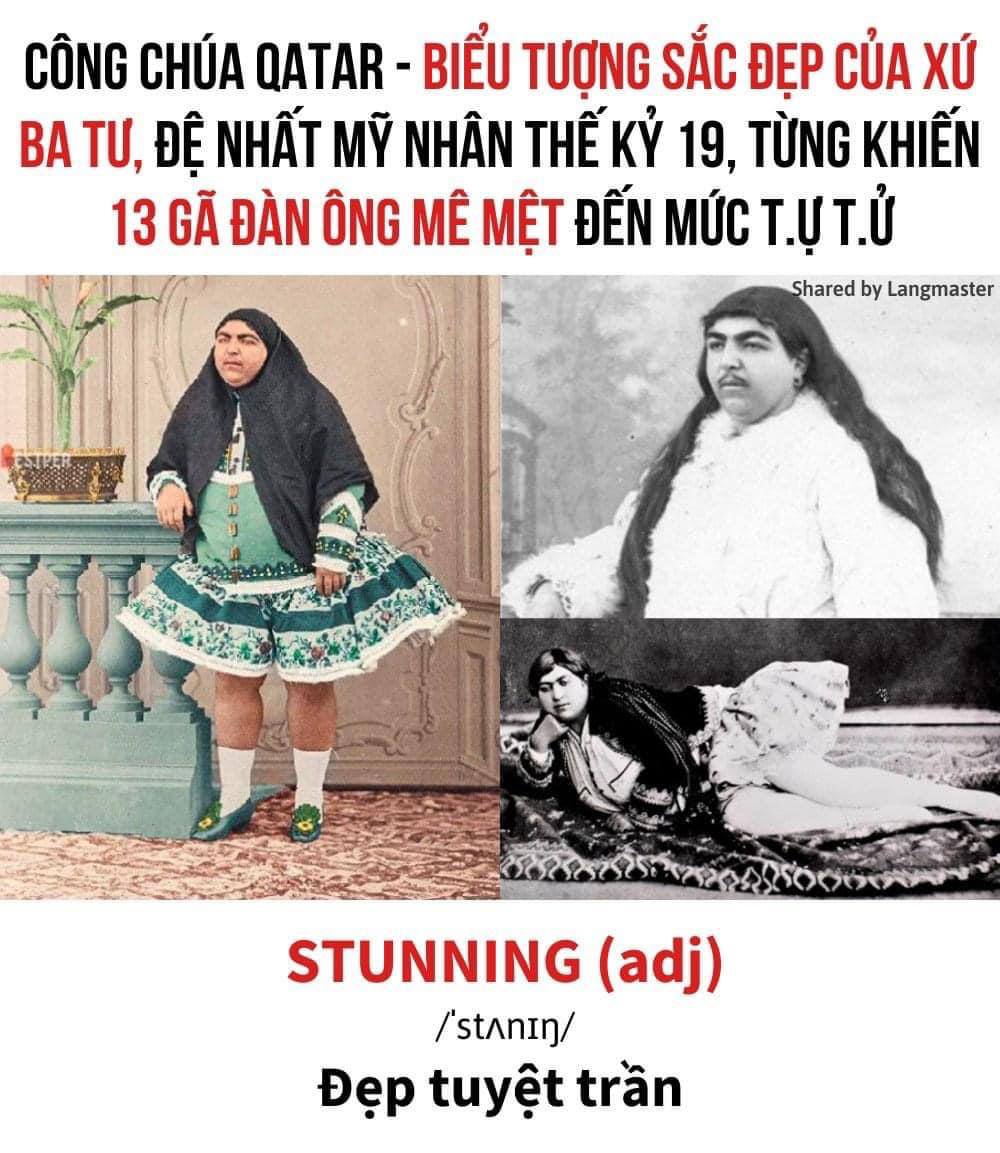 CÔNG CHÚA QATAR - BIỂU TƯỢNG SẮC ĐẸP CỦA XỨ
BA TƯ, ĐỆ NHẤT MỸ NHÂN THẾ KỶ 19, TỪNG KHIẾN
13 GÃ ĐÀN ÔNG MÊ MỆT ĐẾN MỨC T.Ự T.Ử
Shared by Langmaster
STUNNING (adj)
/ˈstʌnɪŋ/
Đẹp tuyệt trần